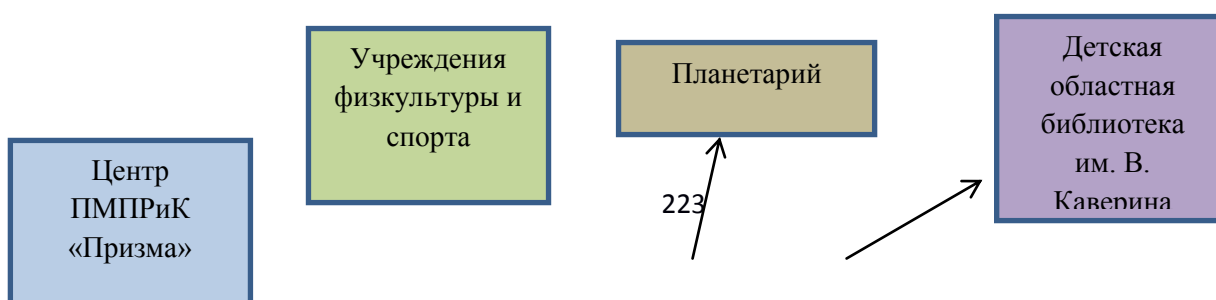 Учреждения
физкультуры и
спорта
Планетарий
Детская
областная
библиотека
им. В.
Каверина
Центр
ПМПРиК
«Призма»
223